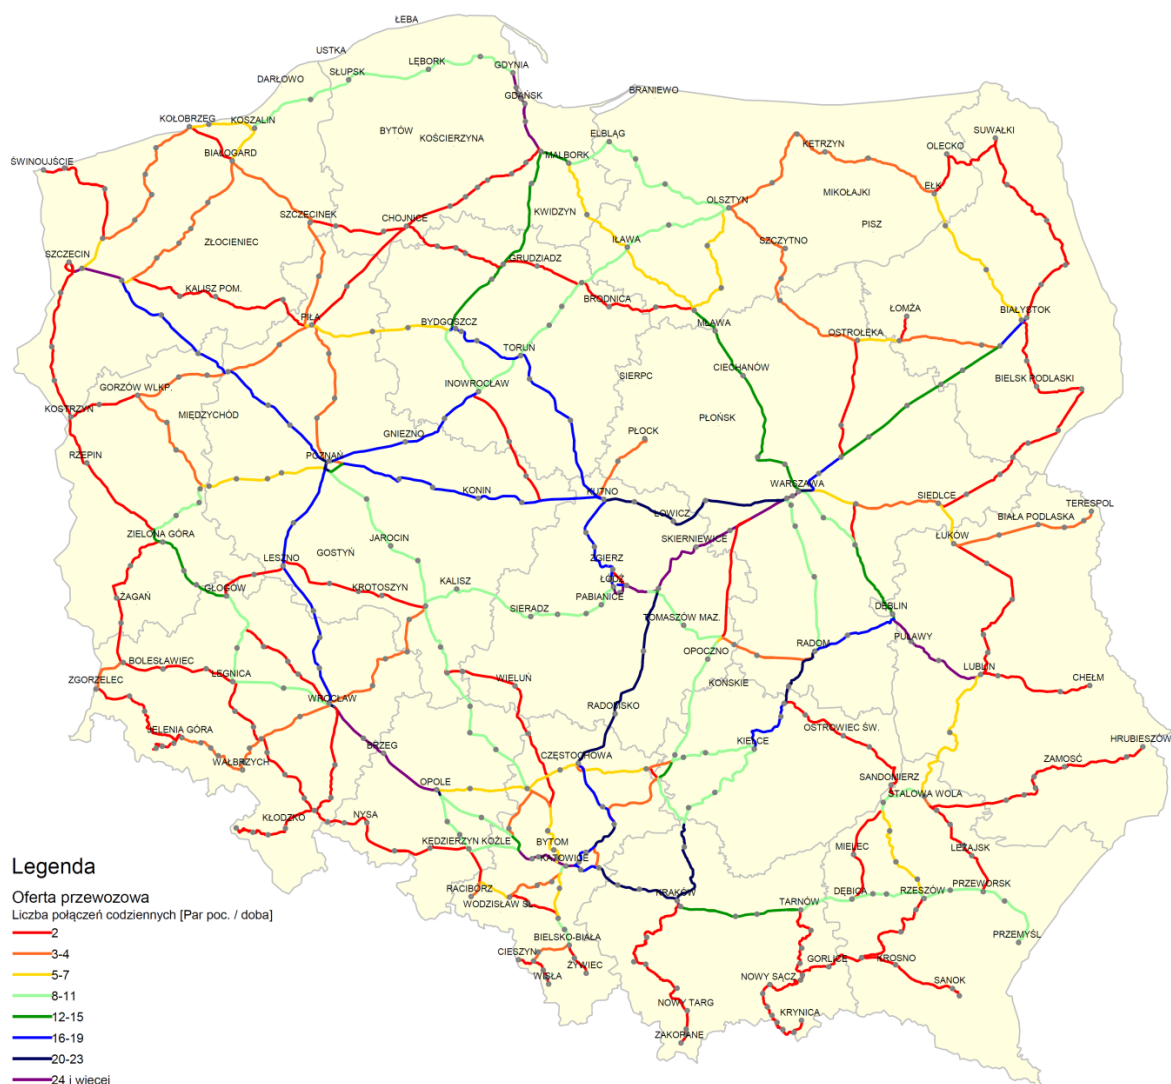 ŁEBA
USTKA
GDYNIA
LĘBORK
SŁUPSK
DARŁOWO
BRANIEWO
GDAŃSK
KOŁOBRZEG
KOSZALIN
BYTÓW
KOŚCIERZYNA
ELBLĄG
SUWAŁKI
KĘTRZYN
OLECKO
ŚWINOUJŚCIE
BIAŁOGARD
MALBORK
EŁK
MIKOŁAJKI
OLSZTYN
KWIDZYN
SZCZECINEK
CHOJNICE
PISZ
ZŁOCIENIEC
IŁAWA
SZCZYTNO
SZCZECIN
GRUDZIĄDZ
KALISZ POM.
BRODNICA
ŁOMŻA
BIAŁYSTOK
PIŁA
BYDGOSZCZ
MŁAWA
OSTROŁĘKA
TORUŃ
CIECHANÓW
SIERPC
GORZÓW WLKP.
INOWROCŁAW
BIELSK PODLASKI
KOSTRZYN
MIĘDZYCHÓD
PŁOŃSK
GNIEZNO
PŁOCK
RZEPIN
POZNAŃ
WARSZAWA
KONIN
KUTNO
SIEDLCE
TERESPOL
ŁOWICZ
BIAŁA PODLASKA
ZIELONA GÓRA
JAROCIN
SKIERNIEWICE
ŁUKÓW
GOSTYŃ
ZGIERZ
LESZNO
ŁÓDŹ
GŁOGÓW
KROTOSZYN
KALISZ
ŻAGAŃ
PABIANICE
SIERADZ
DĘBLIN
TOMASZÓW MAZ.
PUŁAWY
RADOM
OPOCZNO
BOLESŁAWIEC
LUBLIN
ZGORZELEC
LEGNICA
WIELUŃ
CHEŁM
KOŃSKIE
WROCŁAW
RADOMSKO
JELENIA GÓRA
OSTROWIEC ŚW.
KIELCE
BRZEG
HRUBIESZÓW
CZĘSTOCHOWA
WAŁBRZYCH
ZAMOŚĆ
SANDOMIERZ
OPOLE
STALOWA WOLA
KŁODZKO
NYSA
KĘDZIERZYN KOŹLE
BYTOM
MIELEC
LEŻAJSK
KATOWICE
Legenda
RACIBÓRZ
KRAKÓW
DĘBICA
RZESZÓW
PRZEWORSK
Oferta przewozowa
WODZISŁAW ŚL.
TARNÓW
Liczba połączeń codziennych [Par poc. / doba]
2
BIELSKO-BIAŁA
PRZEMYŚL
3-4
CIESZYN
GORLICE
KROSNO
5-7
WISŁA
ŻYWIEC
NOWY SĄCZ
SANOK
8-11
NOWY TARG
12-15
KRYNICA
16-19
ZAKOPANE
20-23
24 i więcej